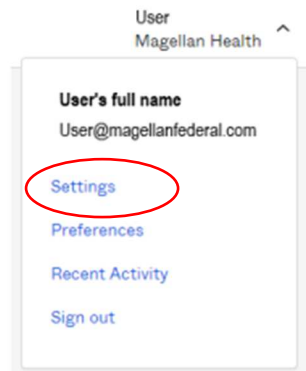 User
Magellan Health
User's full name
User@magellanfederal.com
Settings
Preferences
Recent Activity
Sign out